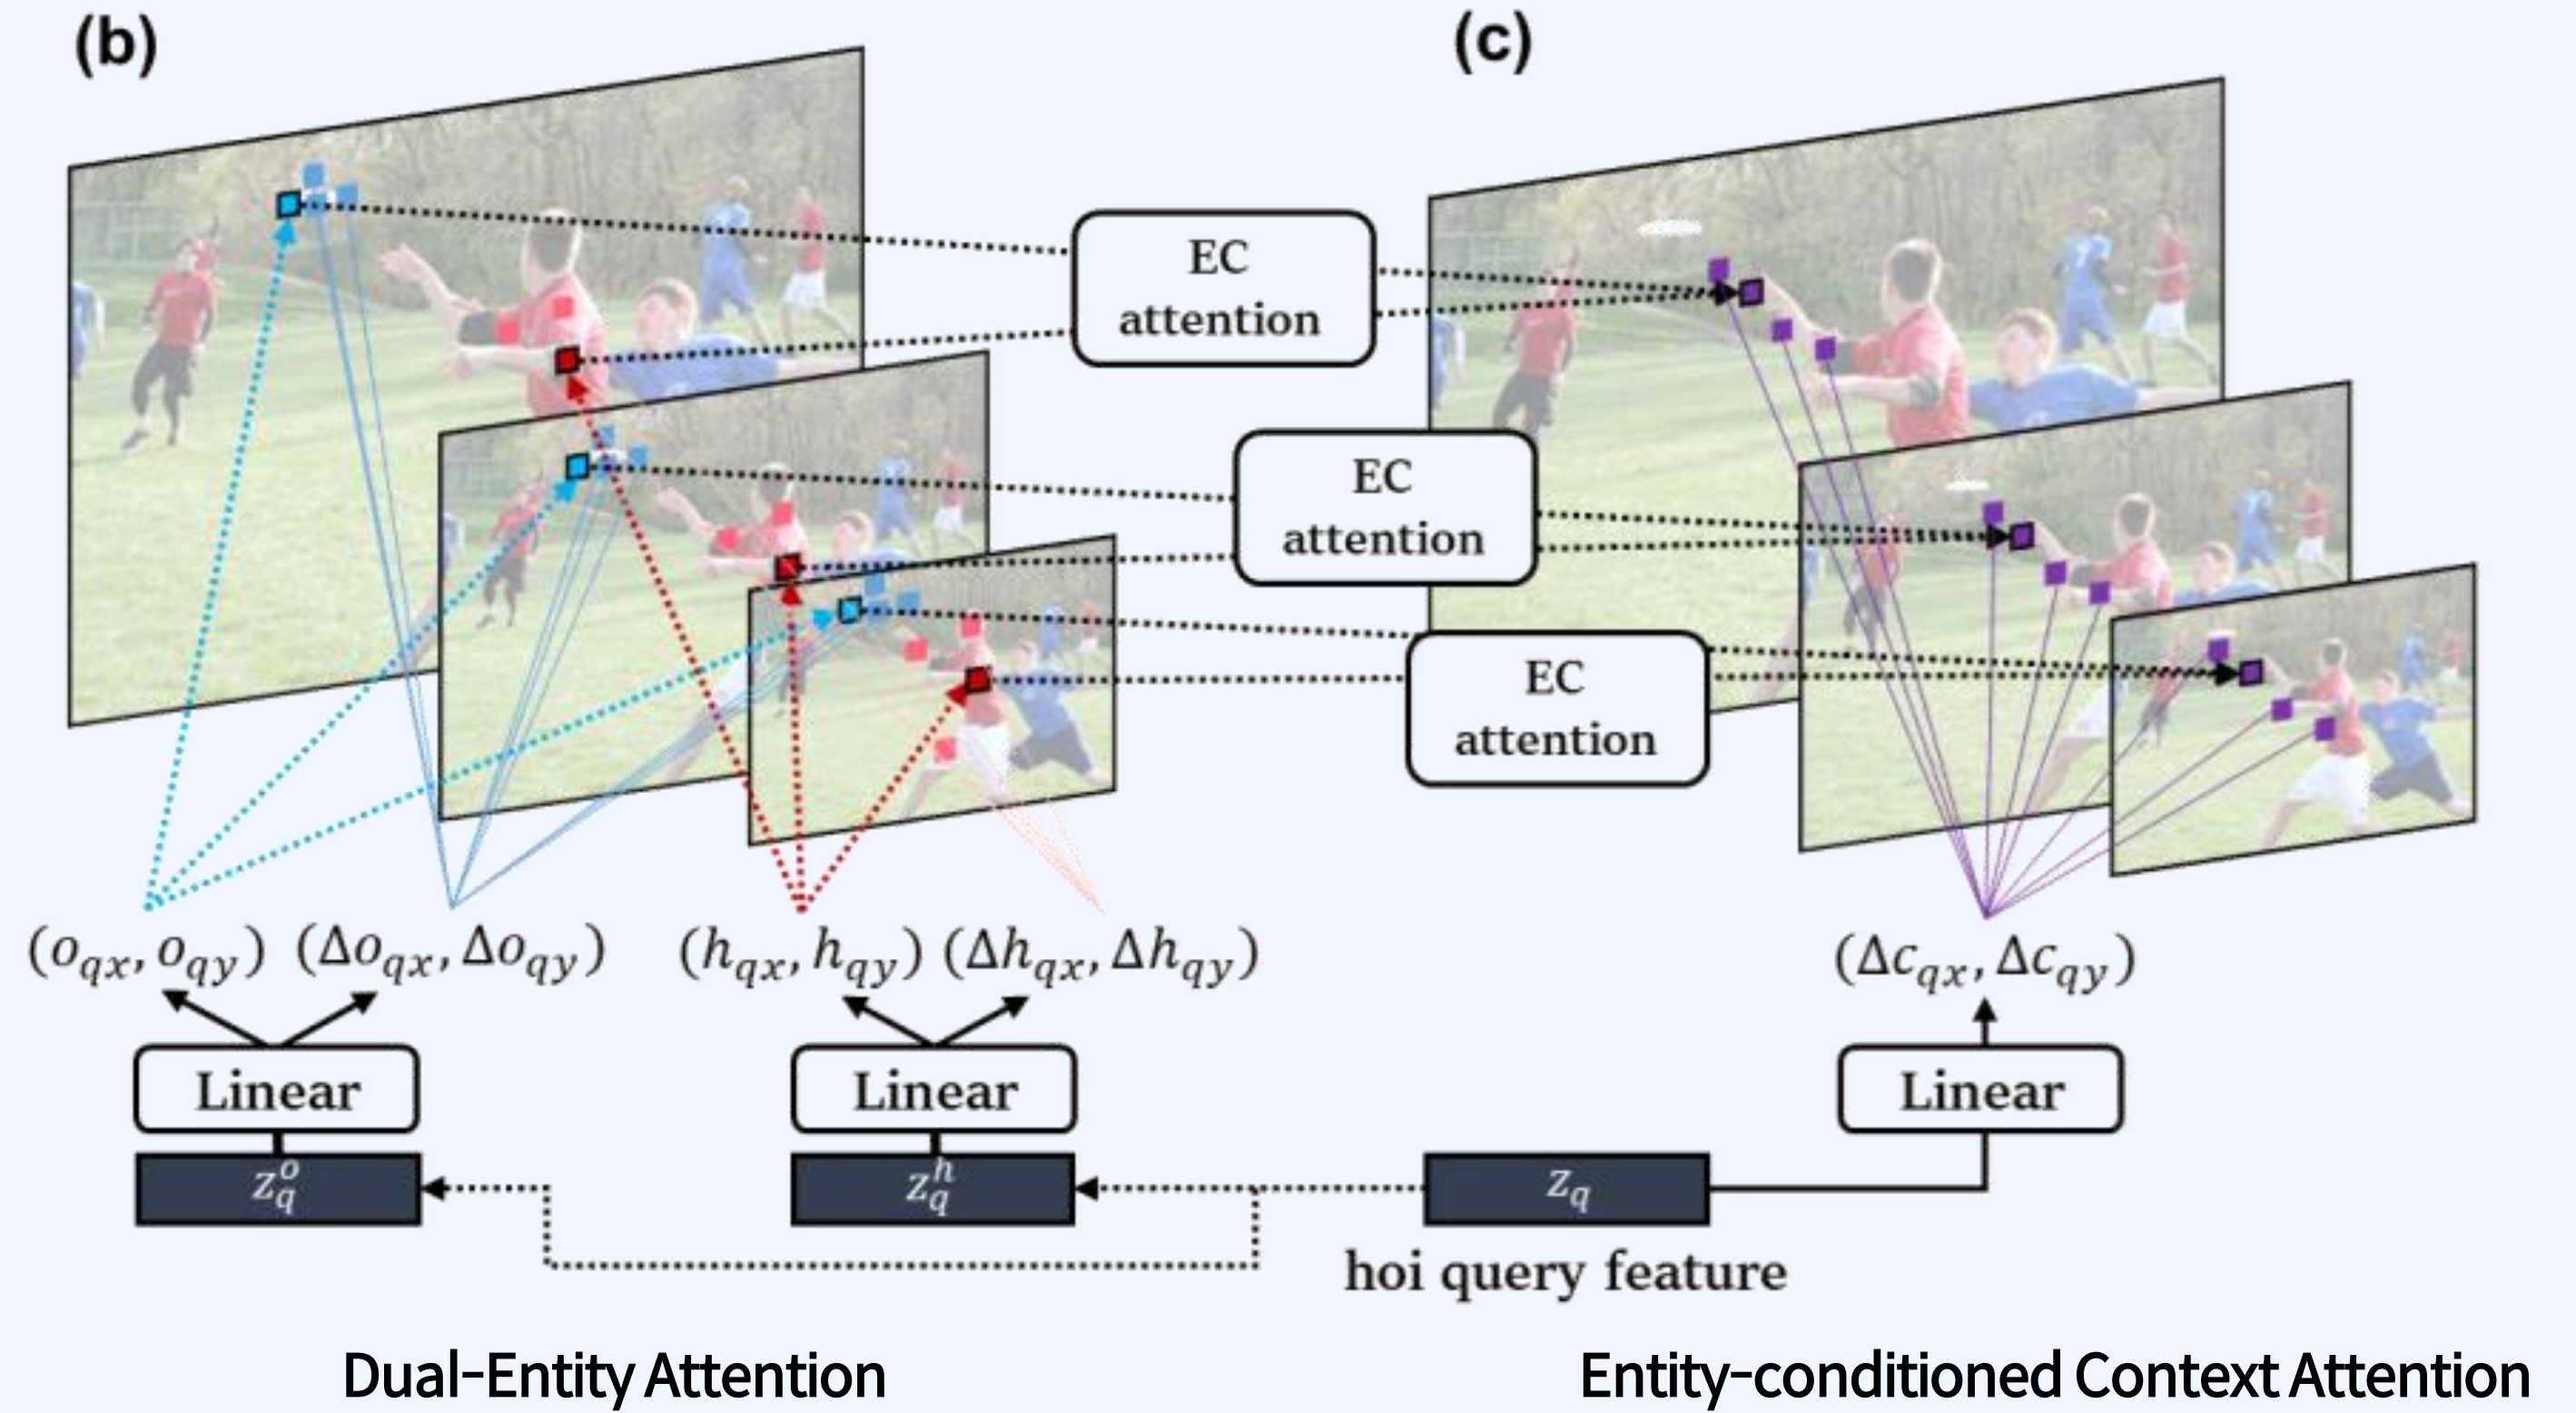 (b)
(c)
EC
attention
EC
attention
EC
attention
(o_{qx}, o_{qy}) (Δo_{qx}, Δo_{qy}) (h_{qx}, h_{qy}) (Δh_{qx}, Δh_{qy}) (Δc_{qx}, Δc_{qy})
Linear Linear Linear
z_q^o z_q^h z_q
hoi query feature
Dual-Entity Attention
Entity-conditioned Context Attention